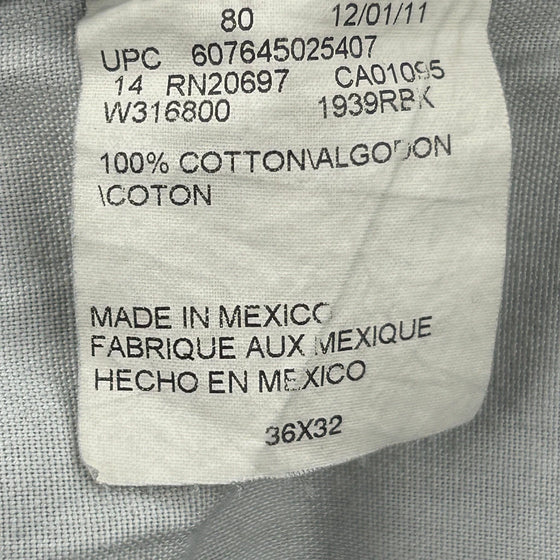 80 12/01/11
UPC 607645025407
14 RN20697 CA01095
W316800 1939RBK
100% COTTON\ALGODON
\COTON
MADE IN MEXICO
FABRIQUE AUX MEXIQUE
HECHO EN MEXICO
36X32